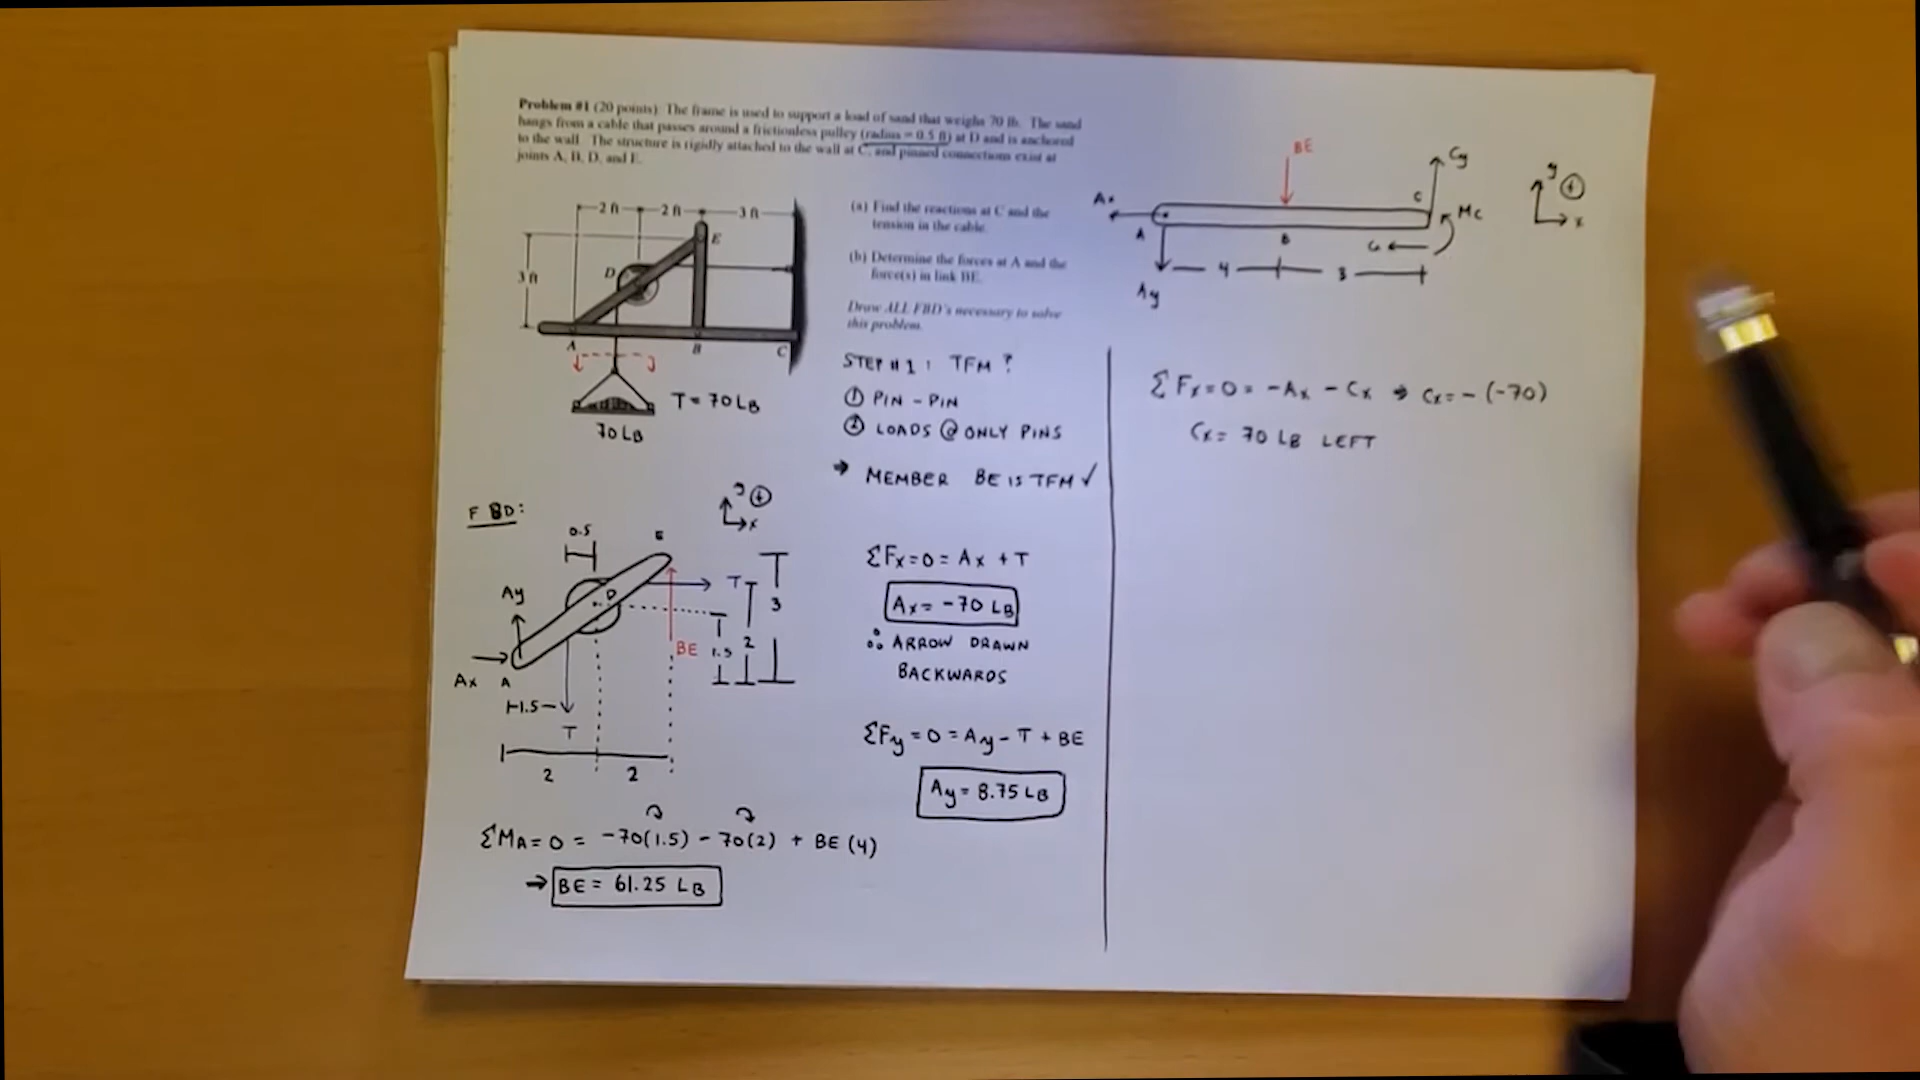 Problem #1 (20 points): The frame is used to support a load of sand that weighs 70 lb. The sand
hangs from a cable that passes around a frictionless pulley (radius = 0.5 ft) at D and is anchored
to the wall. The structure is rigidly attached to the wall at C, and pinned connections exist at
joints A, B, D, and E.
2 ft
2 ft
3 ft
3 ft
E
D
A
B
C
T = 70 LB
70 LB
(a) Find the reactions at C and the
tension in the cable.
(b) Determine the forces at A and the
force(s) in link BE.
Draw ALL FBD's necessary to solve
this problem.
STEP #1: TFM?
① PIN - PIN
② LOADS @ ONLY PINS
→ MEMBER BE IS TFM ✓
FBD:
y
+
x
0.5
E
Ay
D
T
3
2
1.5
BE
Ax
A
1.5
T
2
2
ΣMA = 0 = -70(1.5) - 70(2) + BE (4)
→ BE = 61.25 LB
ΣFx = 0 = Ax + T
Ax = -70 LB
∴ ARROW DRAWN
BACKWARDS
ΣFy = 0 = Ay - T + BE
Ay = 8.75 LB
BE
Cy
y
+
x
Ax
C
Mc
A
B
Cx
4
3
Ay
ΣFx = 0 = -Ax - Cx → Cx = - (-70)
Cx = 70 LB LEFT